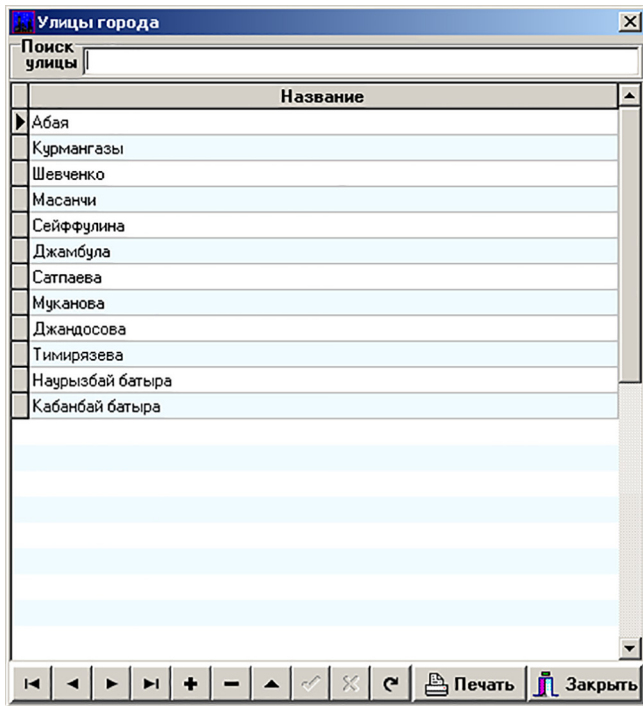 Улицы города
Поиск
улицы
Название
Абая
Курмангазы
Шевченко
Масанчи
Сейффулина
Джамбула
Сатпаева
Муканова
Джандосова
Тимирязева
Наурызбай батыра
Кабанбай батыра
Печать Закрыть